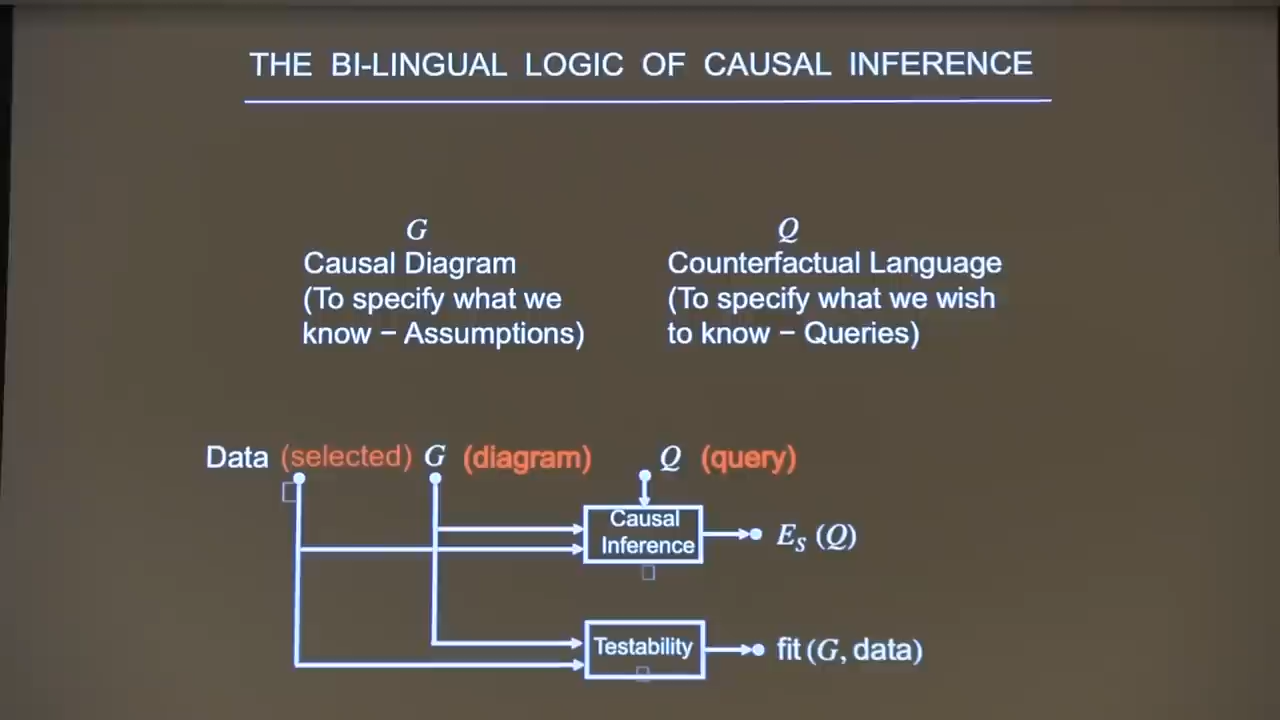 THE BI-LINGUAL LOGIC OF CAUSAL INFERENCE
G
Causal Diagram
(To specify what we
know − Assumptions)
Q
Counterfactual Language
(To specify what we wish
to know − Queries)
Data (selected) G (diagram) Q (query)
Causal
Inference
E_S (Q)
Testability
fit (G, data)